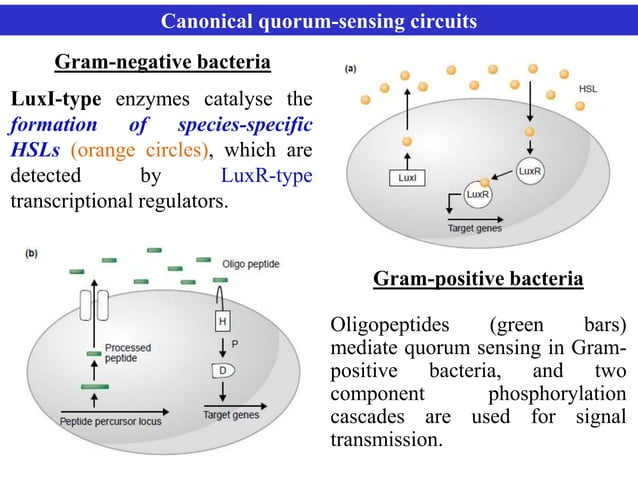 Canonical quorum-sensing circuits
Gram-negative bacteria
LuxI-type enzymes catalyse the
formation of species-specific
HSLs (orange circles), which are
detected by LuxR-type
transcriptional regulators.
(a)
HSL
LuxI
LuxR
LuxR
Target genes
(b)
Oligo peptide
H
P
D
Processed
peptide
Peptide percursor locus
Target genes
Gram-positive bacteria
Oligopeptides (green bars)
mediate quorum sensing in Gram-
positive bacteria, and two
component phosphorylation
cascades are used for signal
transmission.